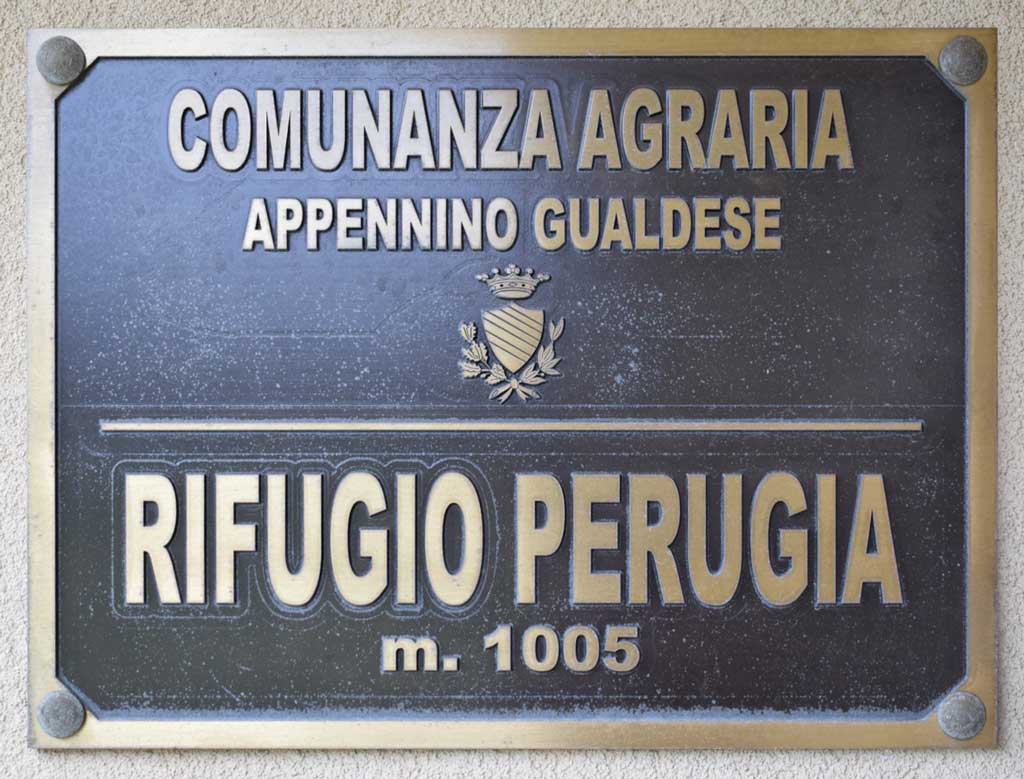 COMUNANZA AGRARIA
APPENNINO GUALDESE
RIFUGIO PERUGIA
m. 1005